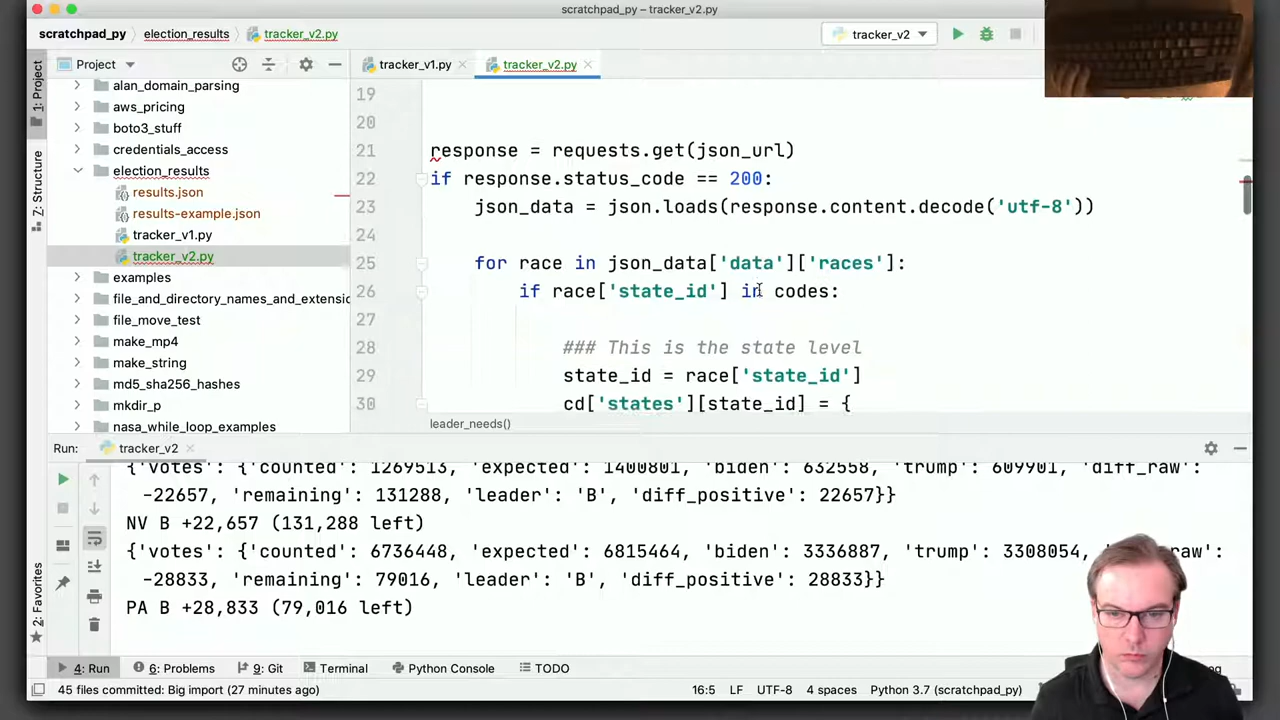 scratchpad_py – tracker_v2.py
scratchpad_py election_results tracker_v2.py tracker_v2
1: Project
Z: Structure
2: Favorites
Project
tracker_v1.py tracker_v2.py
alan_domain_parsing
aws_pricing
boto3_stuff
credentials_access
election_results
results.json
results-example.json
tracker_v1.py
tracker_v2.py
examples
file_and_directory_names_and_extensio
file_move_test
make_mp4
make_string
md5_sha256_hashes
mkdir_p
nasa_while_loop_examples
19
20
21 response = requests.get(json_url)
22 if response.status_code == 200:
23 json_data = json.loads(response.content.decode('utf-8'))
24
25 for race in json_data['data']['races']:
26 if race['state_id'] in codes:
27
28 ### This is the state level
29 state_id = race['state_id']
30 cd['states'][state_id] = {
leader_needs()
Run: tracker_v2
{'votes': {'counted': 1269513, 'expected': 1400801, 'biden': 632558, 'trump': 609901, 'diff_raw':
-22657, 'remaining': 131288, 'leader': 'B', 'diff_positive': 22657}}
NV B +22,657 (131,288 left)
{'votes': {'counted': 6736448, 'expected': 6815464, 'biden': 3336887, 'trump': 3308054, raw':
-28833, 'remaining': 79016, 'leader': 'B', 'diff_positive': 28833}}
PA B +28,833 (79,016 left)
4: Run 6: Problems 9: Git Terminal Python Console TODO
45 files committed: Big import (27 minutes ago) 16:5 LF UTF-8 4 spaces Python 3.7 (scratchpad_py)